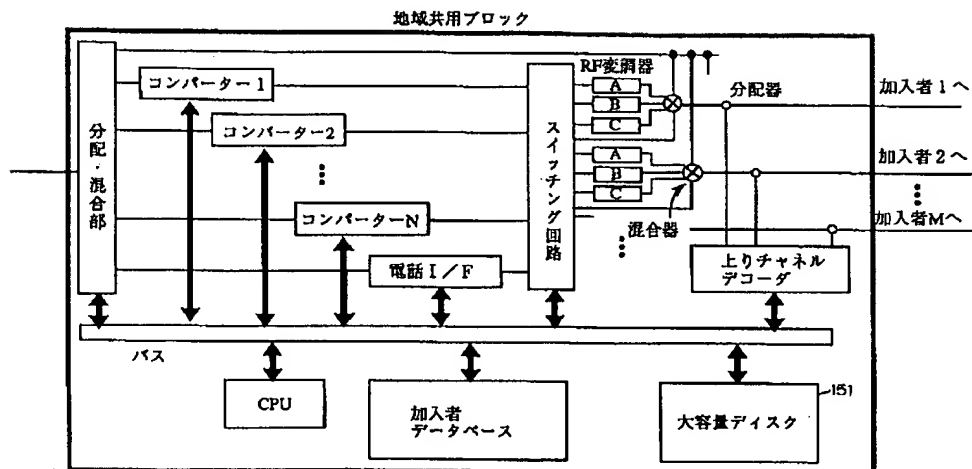 地域共用ブロック
分配・混合部
コンバーター1
コンバーター2
コンバーターN
電話I/F
スイッチング回路
RF変調器
A
B
C
A
B
C
混合器
分配器
加入者1へ
加入者2へ
加入者Mへ
上りチャネル
デコーダ
バス
CPU
加入者
データベース
大容量ディスク
151